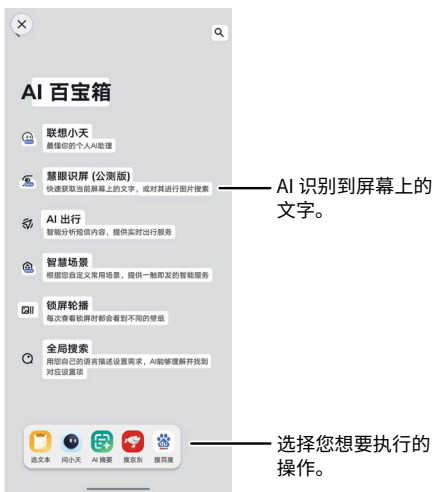 AI 百宝箱
联想小天
最懂你的个人AI助理
慧眼识屏 (公测版)
快速获取当前屏幕上的文字，或对其进行图片搜索
AI 识别到屏幕上的
文字。
AI 出行
智能分析短信内容，提供实时出行服务
智慧场景
根据您自定义常用场景，提供一触即发的智能服务
锁屏轮播
每次查看锁屏时都会看到不同的壁纸
全局搜索
用您自己的语言描述设置需求，AI能够理解并找到
对应设置项
选文本 问小天 AI 摘要 搜京东 搜百度
选择您想要执行的
操作。